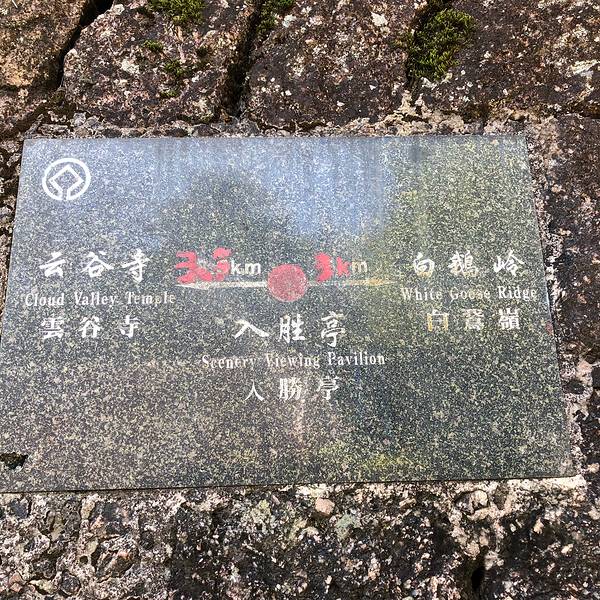 云谷寺 3.5km 3km 白鹅岭
Cloud Valley Temple White Goose Ridge
雲谷寺 白鵞嶺
入胜亭
Scenery Viewing Pavilion
入勝亭